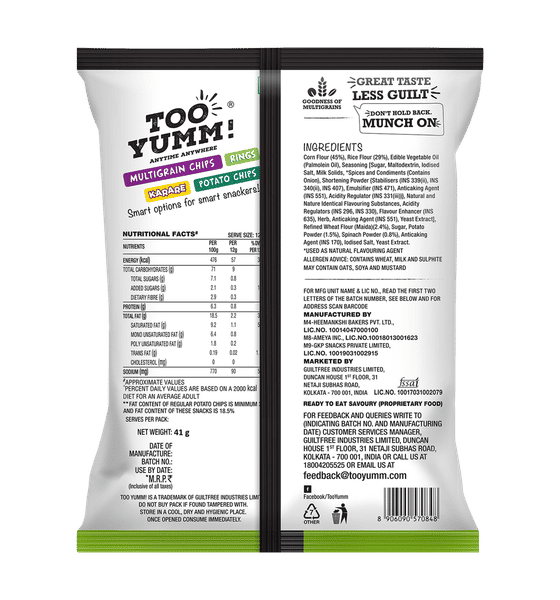 TOO
YUMM!
®
ANYTIME ANYWHERE
MULTIGRAIN CHIPS
RINGS
KARARE
POTATO CHIPS
Smart options for smart snackers!
NUTRITIONAL FACTS#
SERVE SIZE: 12
NUTRIENTS PER 100g PER 12g
ENERGY (kcal) 476 57
TOTAL CARBOHYDRATES (g) 71 9
TOTAL SUGARS (g) 7.1 0.8
ADDED SUGARS (g) 2.1 0.3
DIETARY FIBRE (g) 2.9 0.3
PROTEIN (g) 6.3 0.8
TOTAL FAT (g) 18.5 2.2
SATURATED FAT (g) 9.2 1.1
MONO UNSATURATED FAT (g) 6.4 0.8
POLY UNSATURATED FAT (g) 1.8 0.2
TRANS FAT (g) 0.19 0.02
CHOLESTEROL (mg) 0 0
SODIUM (mg) 770 90
#APPROXIMATE VALUES
*PERCENT DAILY VALUES ARE BASED ON A 2000 kcal
DIET FOR AN AVERAGE ADULT
**FAT CONTENT OF REGULAR POTATO CHIPS IS MINIMUM
AND FAT CONTENT OF THESE SNACKS IS 18.5%
SERVES PER PACK:
NET WEIGHT: 41 g
DATE OF
MANUFACTURE:
BATCH NO.:
USE BY DATE:
*M.R.P. ₹
(Inclusive of all taxes)
TOO YUMM! IS A TRADEMARK OF GUILTFREE INDUSTRIES
DO NOT BUY PACK IF FOUND TAMPERED WITH.
STORE IN A COOL, DRY AND HYGIENIC PLACE.
ONCE OPENED CONSUME IMMEDIATELY.
GOODNESS OF
MULTIGRAINS
GREAT TASTE
LESS GUILT
DON'T HOLD BACK.
MUNCH ON
INGREDIENTS
Corn Flour (45%), Rice Flour (29%), Edible Vegetable Oil
(Palmolein Oil), Seasoning [Sugar, Maltodextrin, Iodised
Salt, Milk Solids, *Spices and Condiments (Contains
Onion), Shortening Powder (Stabilisers (INS 339(ii), INS
340(ii), INS 407), Emulsifier (INS 471), Anticaking Agent
(INS 551), Acidity Regulator (INS 331(iii))), Natural and
Nature Identical Flavouring Substances, Acidity
Regulators (INS 296, INS 330), Flavour Enhancer (INS
635), Herb, Anticaking Agent (INS 551), Yeast Extract],
Refined Wheat Flour (Maida)(2.4%), Sugar, Potato
Powder (1.5%), Spinach Powder (0.8%), Anticaking
Agent (INS 170), Iodised Salt, Yeast Extract.
*USED AS NATURAL FLAVOURING AGENT
ALLERGEN ADVICE: CONTAINS WHEAT, MILK AND SULPHITE
MAY CONTAIN OATS, SOYA AND MUSTARD
FOR MFG UNIT NAME & LIC NO., READ THE FIRST TWO
LETTERS OF THE BATCH NUMBER, SEE BELOW AND FOR
ADDRESS SCAN BARCODE
MANUFACTURED BY
M4-HEEMANKSHI BAKERS PVT. LTD.,
LIC.NO. 10014047000100
M8-AMEYA INC., LIC.NO.10018013001623
M9-GKP SNACKS PRIVATE LIMITED,
LIC.NO. 10019031002915
MARKETED BY
GUILTFREE INDUSTRIES LIMITED,
DUNCAN HOUSE 1ST FLOOR, 31
NETAJI SUBHAS ROAD,
KOLKATA - 700 001, INDIA
fssai
LIC NO. 10017031002079
READY TO EAT SAVOURY (PROPRIETARY FOOD)
FOR FEEDBACK AND QUERIES WRITE TO
(INDICATING BATCH NO. AND MANUFACTURING
DATE) CUSTOMER SERVICES MANAGER,
GUILTFREE INDUSTRIES LIMITED, DUNCAN
HOUSE 1ST FLOOR, 31 NETAJI SUBHAS ROAD,
KOLKATA - 700 001, INDIA OR CALL US AT
18004205525 OR EMAIL US AT
feedback@tooyumm.com
f
Facebook/TooYumm
7
OTHER
8 906090 570848